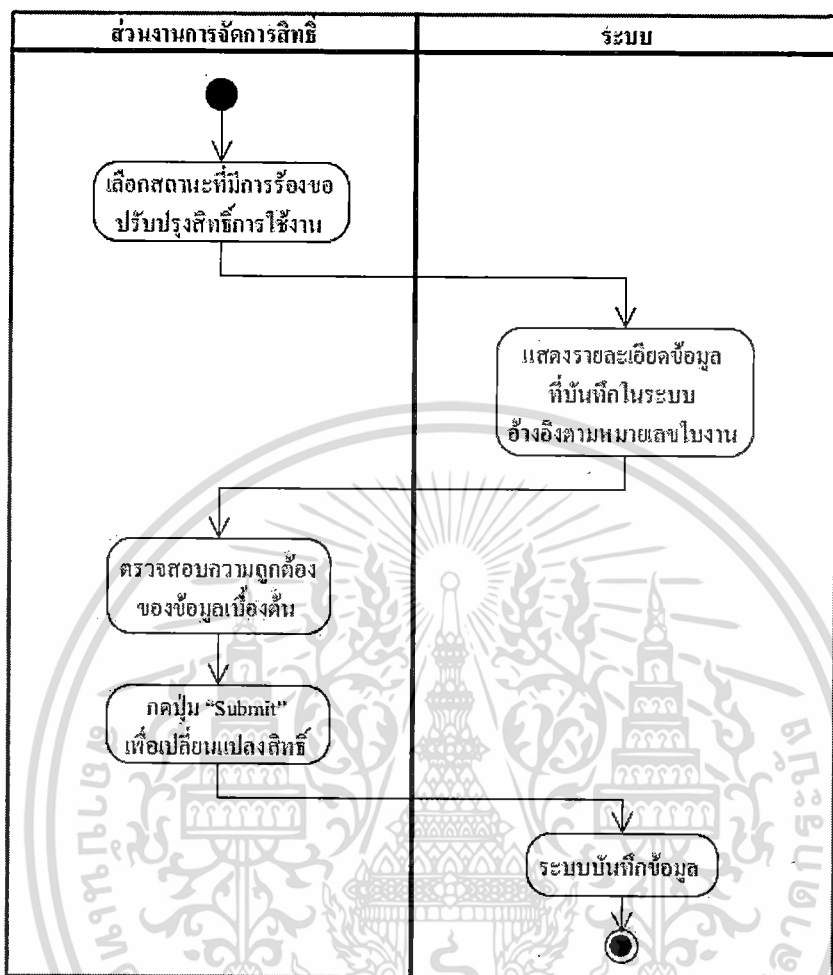 ส่วนงานการจัดการสิทธิ์
ระบบ
เลือกสถานะที่มีการร้องขอ
ปรับปรุงสิทธิ์การใช้งาน
แสดงรายละเอียดข้อมูล
ที่บันทึกในระบบ
อ้างอิงตามหมายเลขใบงาน
ตรวจสอบความถูกต้อง
ของข้อมูลเบื้องต้น
กดปุ่ม “Submit”
เพื่อเปลี่ยนแปลงสิทธิ์
ระบบบันทึกข้อมูล